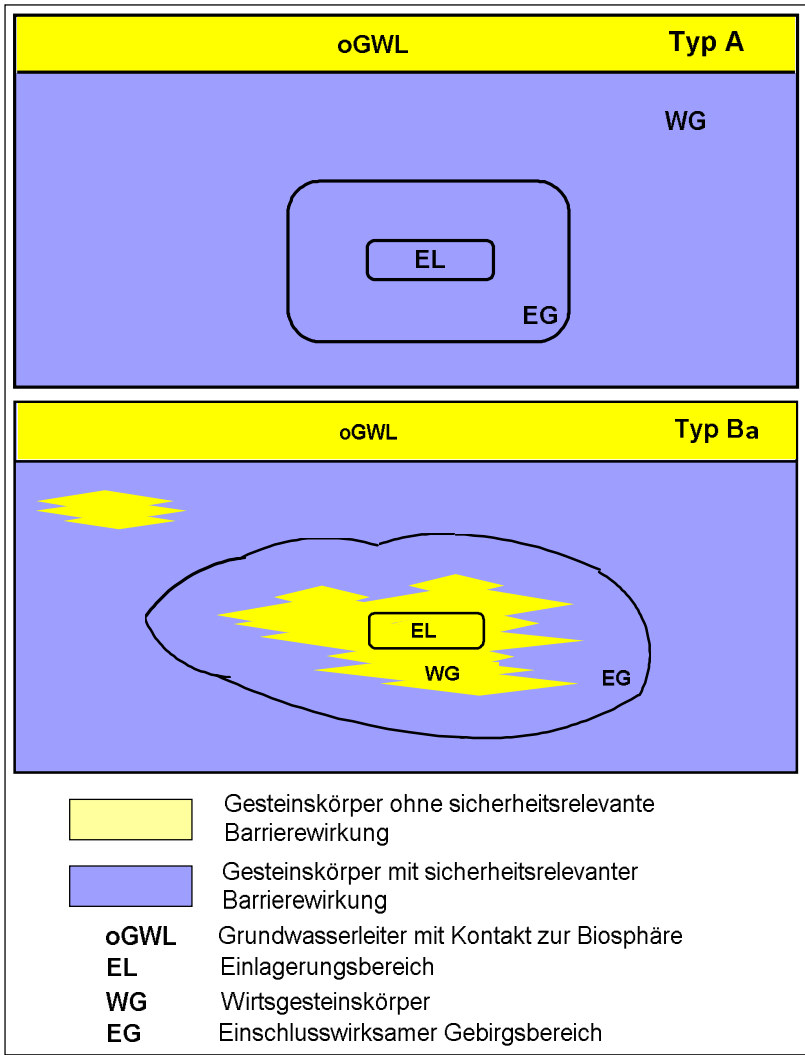 oGWL Typ A
WG
EL
EG
oGWL Typ Ba
EL
WG
EG
Gesteinskörper ohne sicherheitsrelevante
Barrierewirkung
Gesteinskörper mit sicherheitsrelevanter
Barrierewirkung
oGWL Grundwasserleiter mit Kontakt zur Biosphäre
EL Einlagerungsbereich
WG Wirtsgesteinskörper
EG Einschlusswirksamer Gebirgsbereich